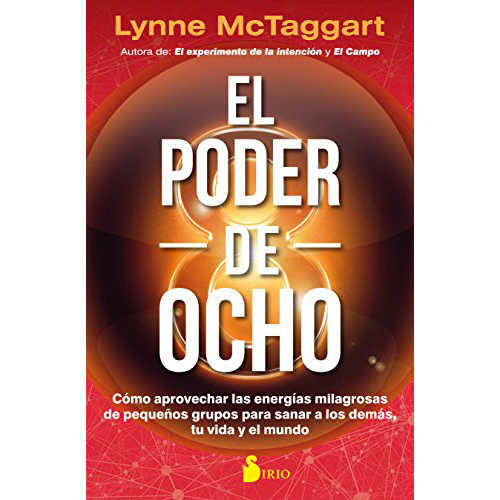 Lynne McTaggart
Autora de: El experimento de la intención y El Campo
EL
PODER
DE
OCHO
8
Cómo aprovechar las energías milagrosas
de pequeños grupos para sanar a los demás,
tu vida y el mundo
SIRIO